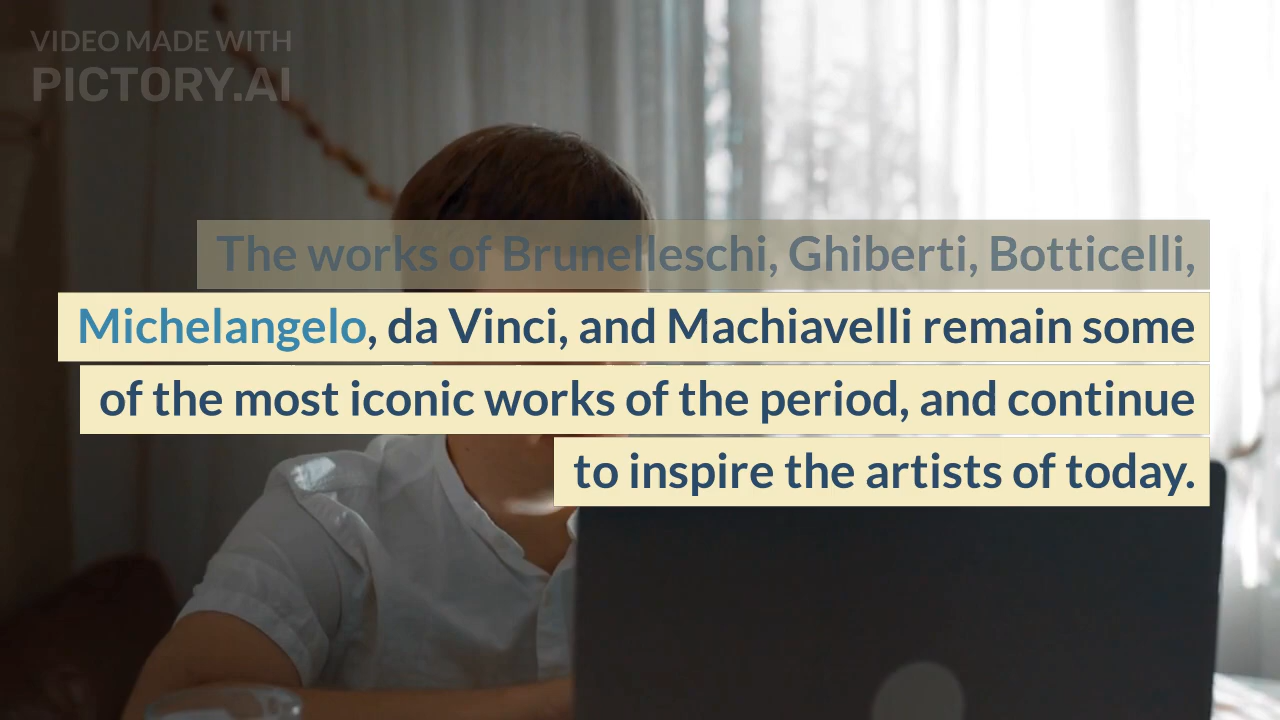 VIDEO MADE WITH
PICTORY.AI
The works of Brunelleschi, Ghiberti, Botticelli,
Michelangelo, da Vinci, and Machiavelli remain some
of the most iconic works of the period, and continue
to inspire the artists of today.